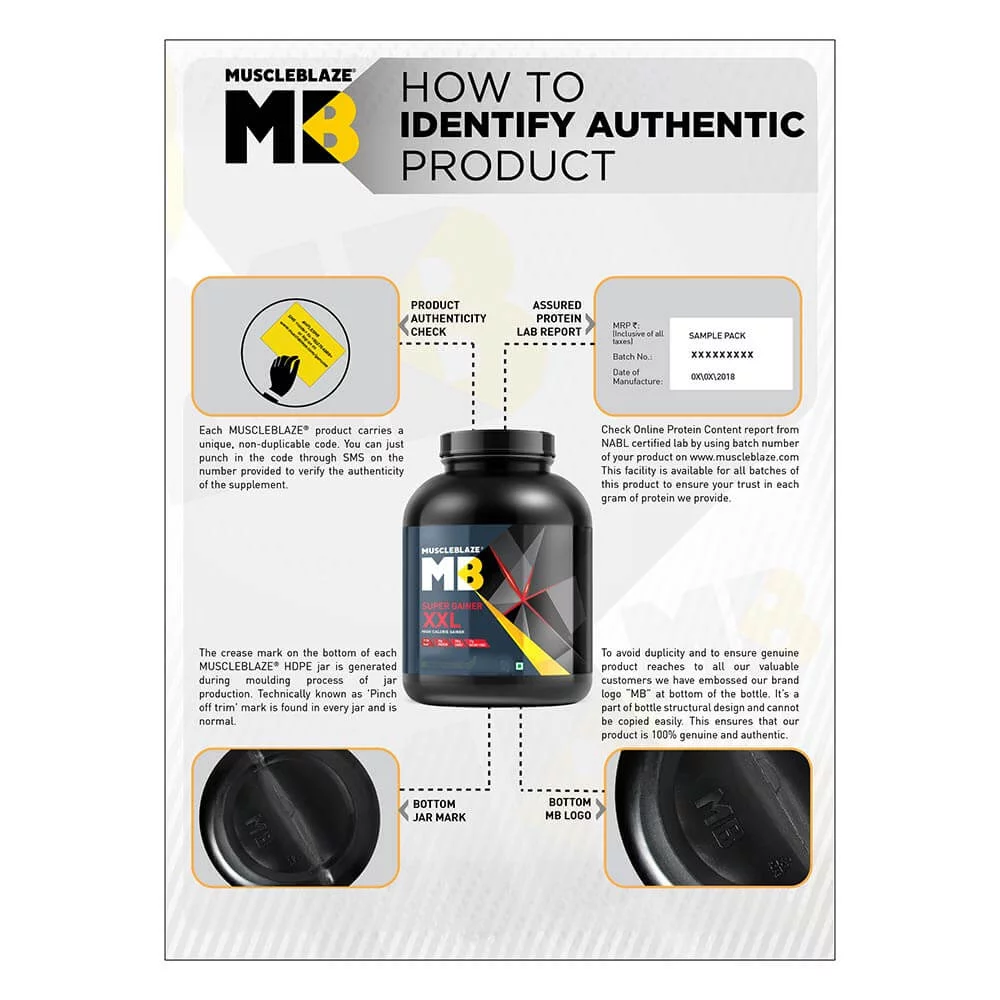 MUSCLEBLAZE®
MB
HOW TO
IDENTIFY AUTHENTIC
PRODUCT
PRODUCT
AUTHENTICITY
CHECK
ASSURED
PROTEIN
LAB REPORT
MRP ₹:
(Inclusive of all
taxes)
SAMPLE PACK
Batch No.:
XXXXXXXXX
Date of
Manufacture:
0X\0X\2018
Each MUSCLEBLAZE® product carries a
unique, non-duplicable code. You can just
punch in the code through SMS on the
number provided to verify the authenticity
of the supplement.
Check Online Protein Content report from
NABL certified lab by using batch number
of your product on www.muscleblaze.com
This facility is available for all batches of
this product to ensure your trust in each
gram of protein we provide.
MUSCLEBLAZE®
MB
SUPER GAINER
XXL
HIGH CALORIE GAINER
The crease mark on the bottom of each
MUSCLEBLAZE® HDPE jar is generated
during moulding process of jar
production. Technically known as 'Pinch
off trim' mark is found in every jar and is
normal.
To avoid duplicity and to ensure genuine
product reaches to all our valuable
customers we have embossed our brand
logo “MB” at bottom of the bottle. It's a
part of bottle structural design and cannot
be copied easily. This ensures that our
product is 100% genuine and authentic.
BOTTOM
JAR MARK
BOTTOM
MB LOGO
MB
MB